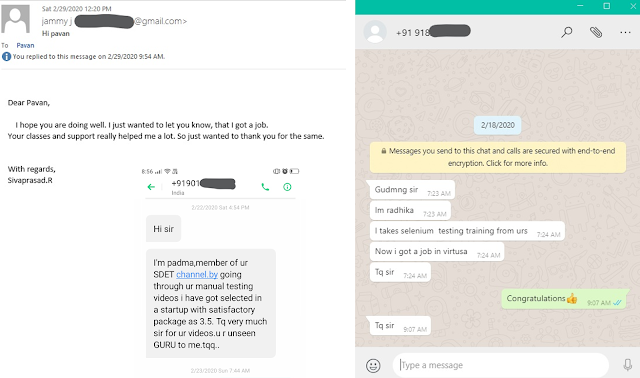 Sat 2/29/2020 12:20 PM
jammy j @gmail.com>
Hi pavan
To Pavan
You replied to this message on 2/29/2020 9:54 AM.
Dear Pavan,
I hope you are doing well. I just wanted to let you know, that I got a job.
Your classes and support really helped me a lot. So just wanted to thank you for the same.
With regards,
Sivaprasad.R
8:56
+91901
India
2/22/2020 Sat 4:54 PM
Hi sir
I'm padma,member of ur
SDET channel.by going
through ur manual testing
videos i have got selected in
a startup with satisfactory
package as 3.5. Tq very much
sir for ur videos.u r unseen
GURU to me.tqq..
2/23/2020 Sun 7:44 AM
+91 918
2/18/2020
Messages you send to this chat and calls are secured with end-to-end
encryption. Click for more info.
Gudmng sir 7:23 AM
Im radhika 7:23 AM
I takes selenium testing training from urs 7:24 AM
Now i got a job in virtusa 7:24 AM
Tq sir 7:24 AM
Congratulations👍 9:07 AM
Tq sir 9:07 AM
Type a message